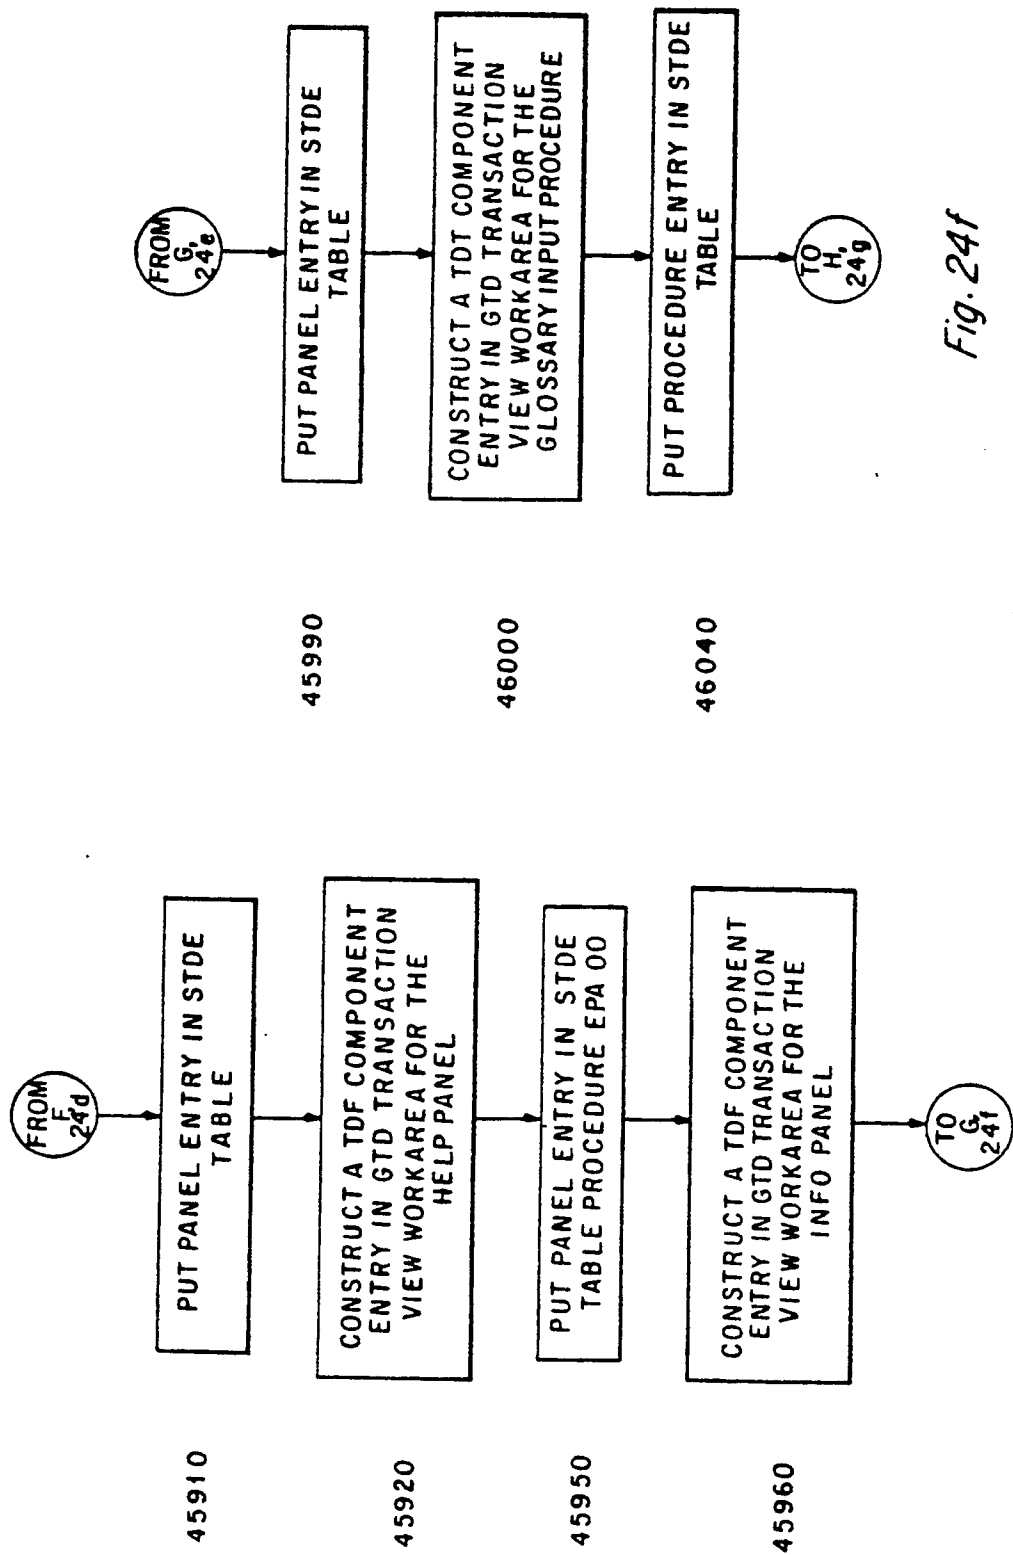 FROM
F,
24d
45910
PUT PANEL ENTRY IN STDE
TABLE
45920
CONSTRUCT A TDF COMPONENT
ENTRY IN GTD TRANSACTION
VIEW WORKAREA FOR THE
HELP PANEL
45950
PUT PANEL ENTRY IN STDE
TABLE PROCEDURE EPA 00
45960
CONSTRUCT A TDF COMPONENT
ENTRY IN GTD TRANSACTION
VIEW WORKAREA FOR THE
INFO PANEL
TO
G,
24f
FROM
G,
24e
45990
PUT PANEL ENTRY IN STDE
TABLE
46000
CONSTRUCT A TDT COMPONENT
ENTRY IN GTD TRANSACTION
VIEW WORKAREA FOR THE
GLOSSARY INPUT PROCEDURE
46040
PUT PROCEDURE ENTRY IN STDE
TABLE
TO
H,
24g
Fig. 24f